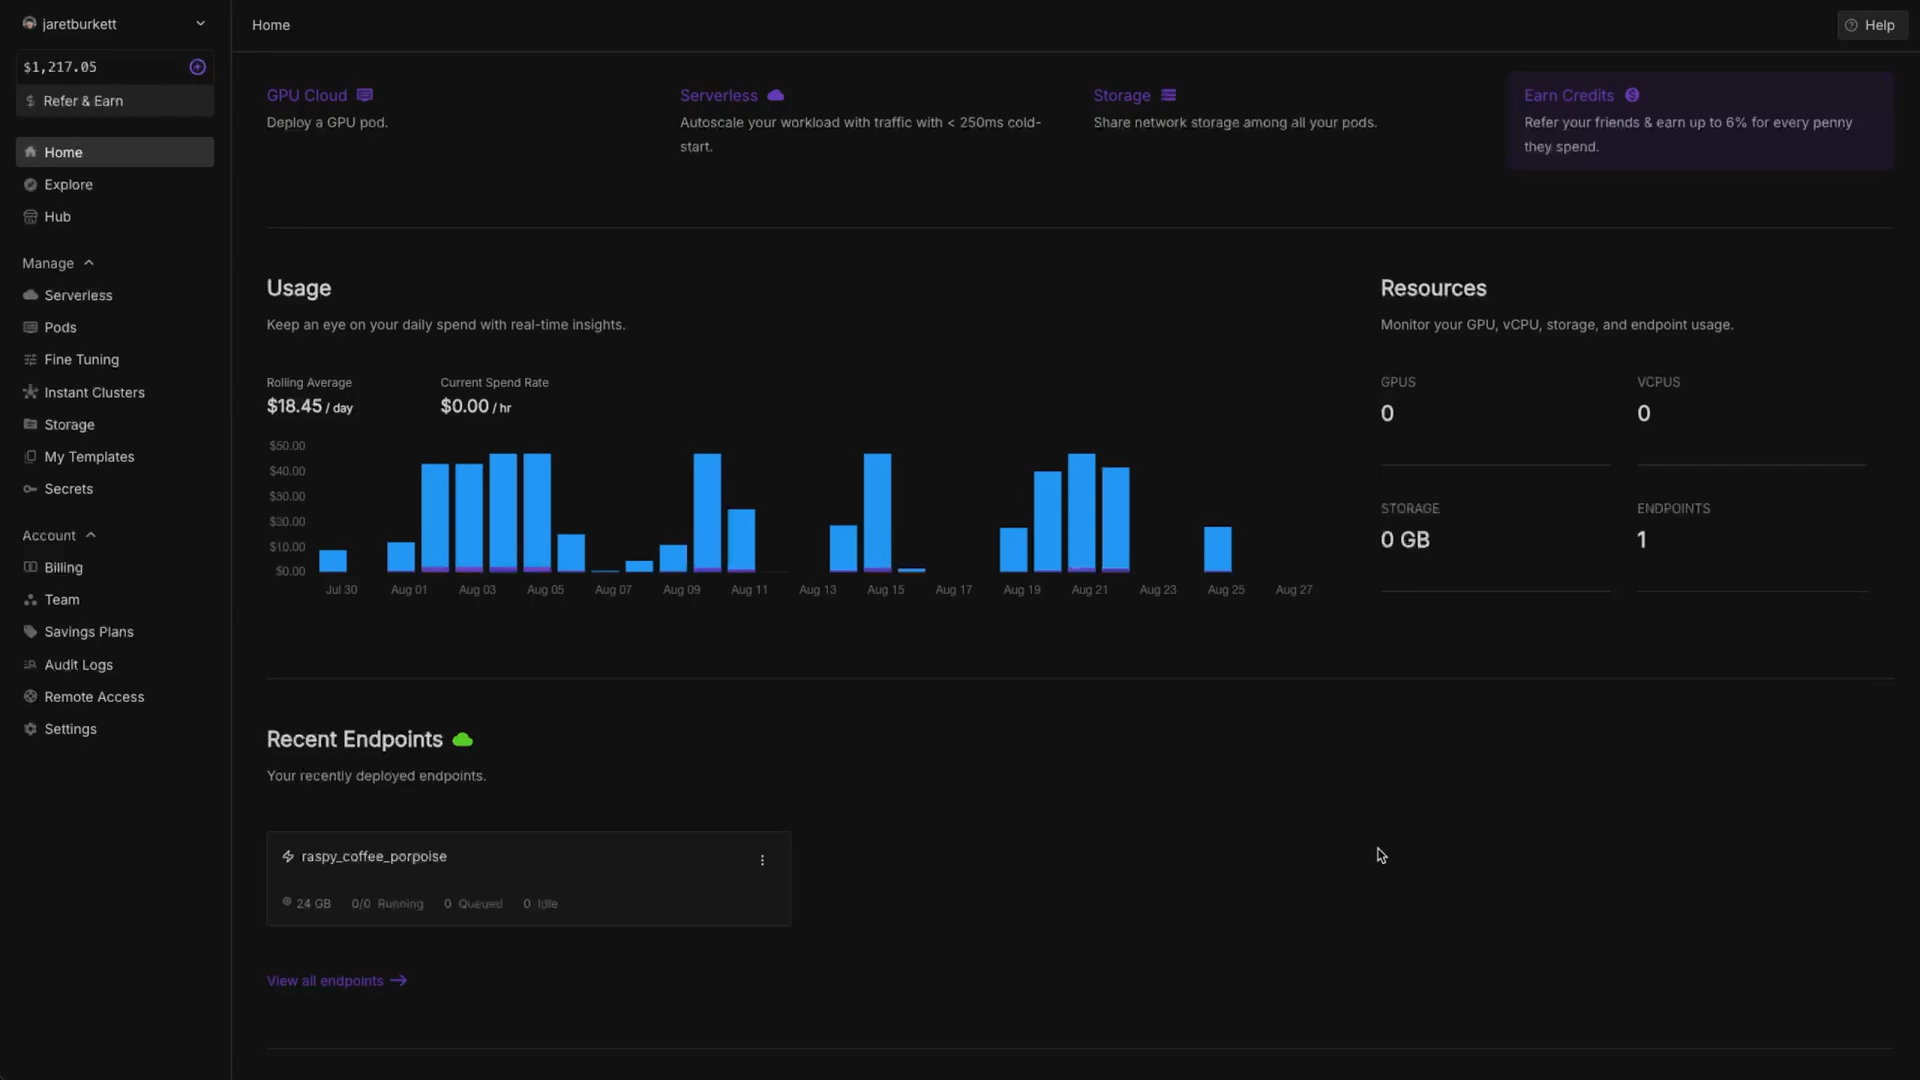 jaretburkett
$1,217.05
Refer & Earn
Home
Explore
Hub
Manage
Serverless
Pods
Fine Tuning
Instant Clusters
Storage
My Templates
Secrets
Account
Billing
Team
Savings Plans
Audit Logs
Remote Access
Settings
Home
Help
GPU Cloud
Deploy a GPU pod.
Serverless
Autoscale your workload with traffic with < 250ms cold-
start.
Storage
Share network storage among all your pods.
Earn Credits
Refer your friends & earn up to 6% for every penny
they spend.
Usage
Keep an eye on your daily spend with real-time insights.
Rolling Average
$18.45 / day
Current Spend Rate
$0.00 / hr
$50.00
$40.00
$30.00
$20.00
$10.00
$0.00
Jul 30
Aug 01
Aug 03
Aug 05
Aug 07
Aug 09
Aug 11
Aug 13
Aug 15
Aug 17
Aug 19
Aug 21
Aug 23
Aug 25
Aug 27
Resources
Monitor your GPU, vCPU, storage, and endpoint usage.
GPUS
0
VCPUS
0
STORAGE
0 GB
ENDPOINTS
1
Recent Endpoints
Your recently deployed endpoints.
raspy_coffee_porpoise
24 GB 0/0 Running 0 Queued 0 Idle
View all endpoints